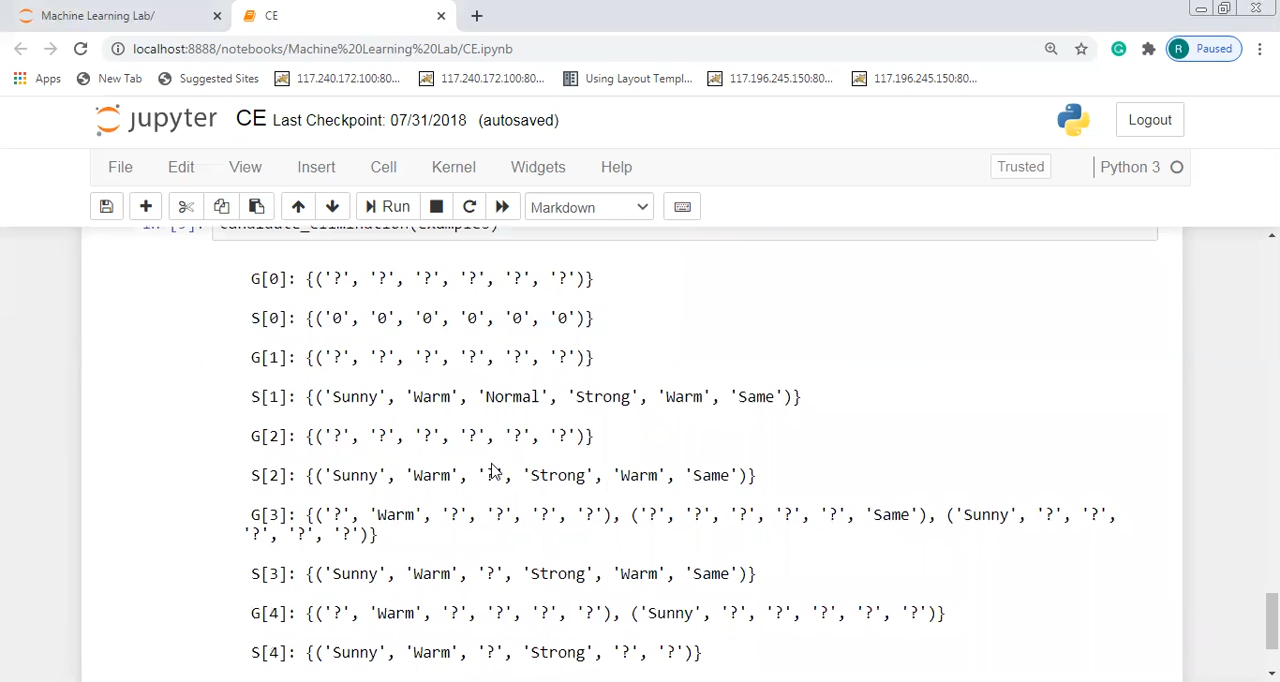 Machine Learning Lab/
CE
localhost:8888/notebooks/Machine%20Learning%20Lab/CE.ipynb
R Paused
Apps New Tab Suggested Sites 117.240.172.100:80... 117.240.172.100:80... Using Layout Templ... 117.196.245.150:80... 117.196.245.150:80...
jupyter CE Last Checkpoint: 07/31/2018 (autosaved) Logout
File Edit View Insert Cell Kernel Widgets Help Trusted Python 3
Run Markdown
candidate_elimination(examples)
G[0]: {('?', '?', '?', '?', '?', '?')}
S[0]: {('0', '0', '0', '0', '0', '0')}
G[1]: {('?', '?', '?', '?', '?', '?')}
S[1]: {('Sunny', 'Warm', 'Normal', 'Strong', 'Warm', 'Same')}
G[2]: {('?', '?', '?', '?', '?', '?')}
S[2]: {('Sunny', 'Warm', '?', 'Strong', 'Warm', 'Same')}
G[3]: {('?', 'Warm', '?', '?', '?', '?'), ('?', '?', '?', '?', '?', 'Same'), ('Sunny', '?', '?',
'?', '?', '?')}
S[3]: {('Sunny', 'Warm', '?', 'Strong', 'Warm', 'Same')}
G[4]: {('?', 'Warm', '?', '?', '?', '?'), ('Sunny', '?', '?', '?', '?', '?')}
S[4]: {('Sunny', 'Warm', '?', 'Strong', '?', '?')}